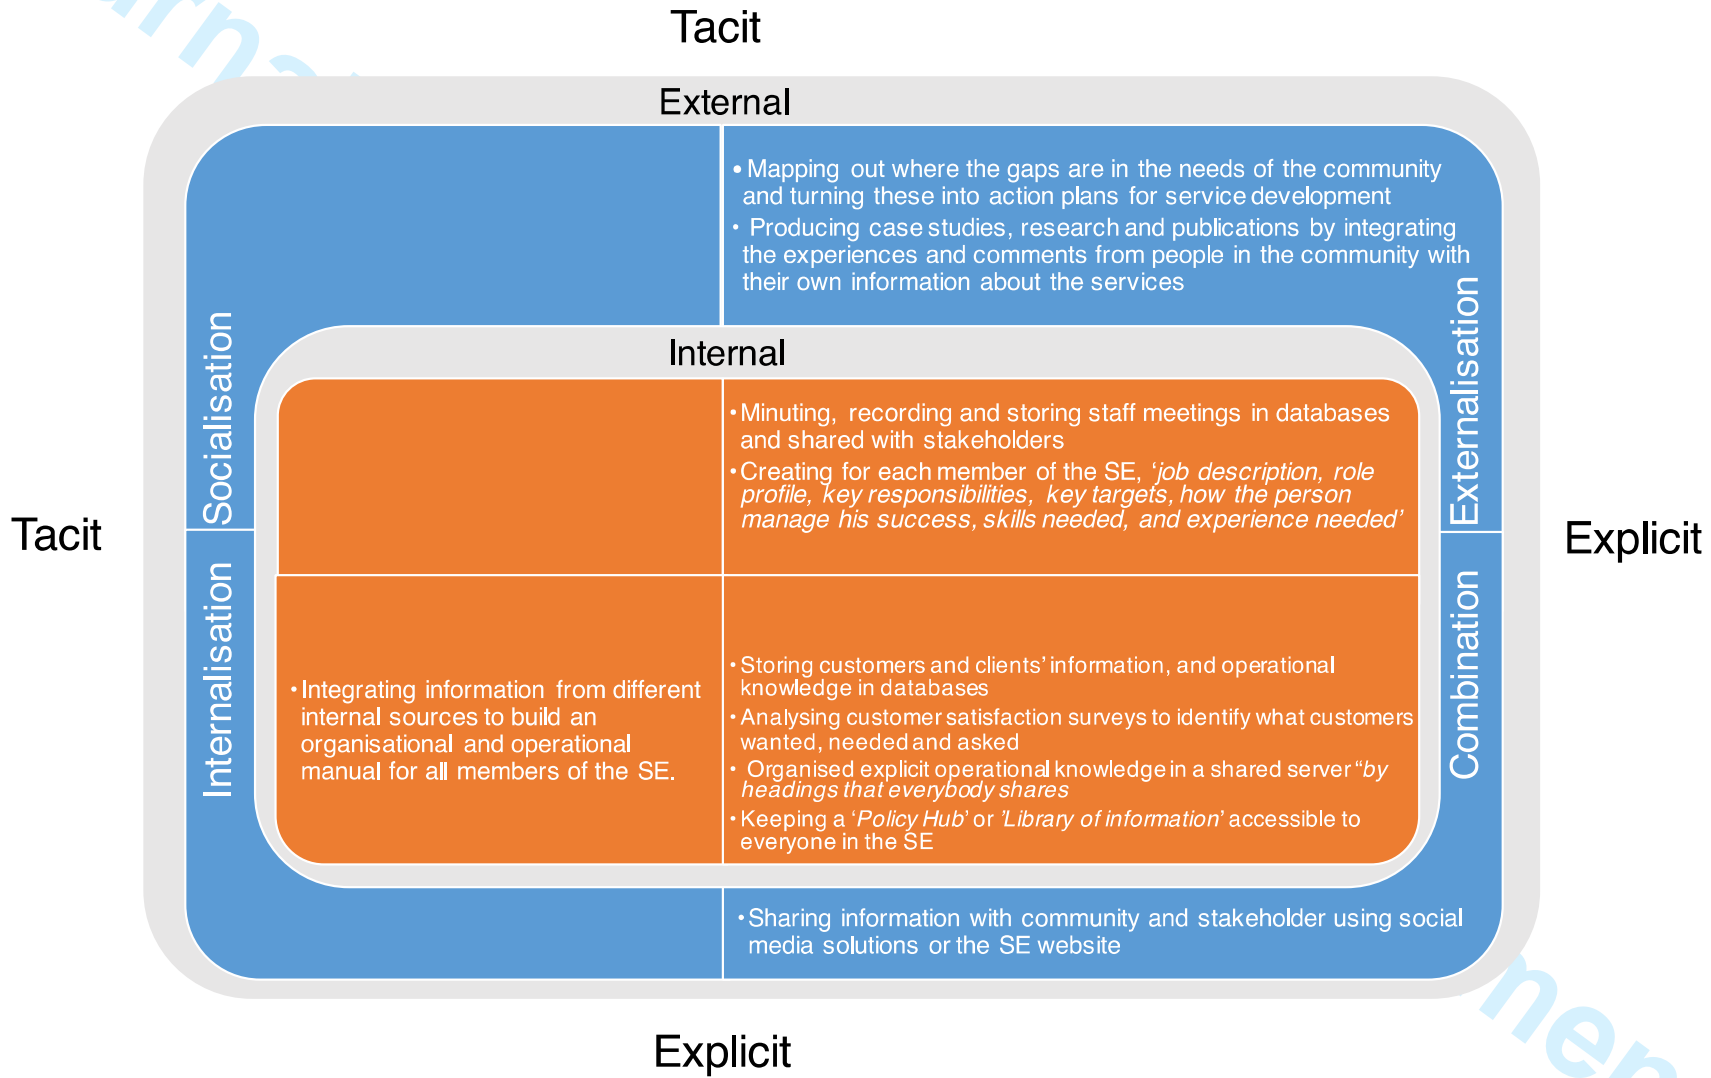 Tacit
External
• Mapping out where the gaps are in the needs of the community
and turning these into action plans for service development
• Producing case studies, research and publications by integrating
the experiences and comments from people in the community with
their own information about the services
Socialisation
Externalisation
Internal
• Minuting, recording and storing staff meetings in databases
and shared with stakeholders
• Creating for each member of the SE, ‘job description, role
profile, key responsibilities, key targets, how the person
manage his success, skills needed, and experience needed’
Tacit
Explicit
Internalisation
Combination
• Integrating information from different
internal sources to build an
organisational and operational
manual for all members of the SE.
• Storing customers and clients’ information, and operational
knowledge in databases
• Analysing customer satisfaction surveys to identify what customers
wanted, needed and asked
• Organised explicit operational knowledge in a shared server “by
headings that everybody shares
• Keeping a ‘Policy Hub’ or ’Library of information’ accessible to
everyone in the SE
• Sharing information with community and stakeholder using social
media solutions or the SE website
Explicit